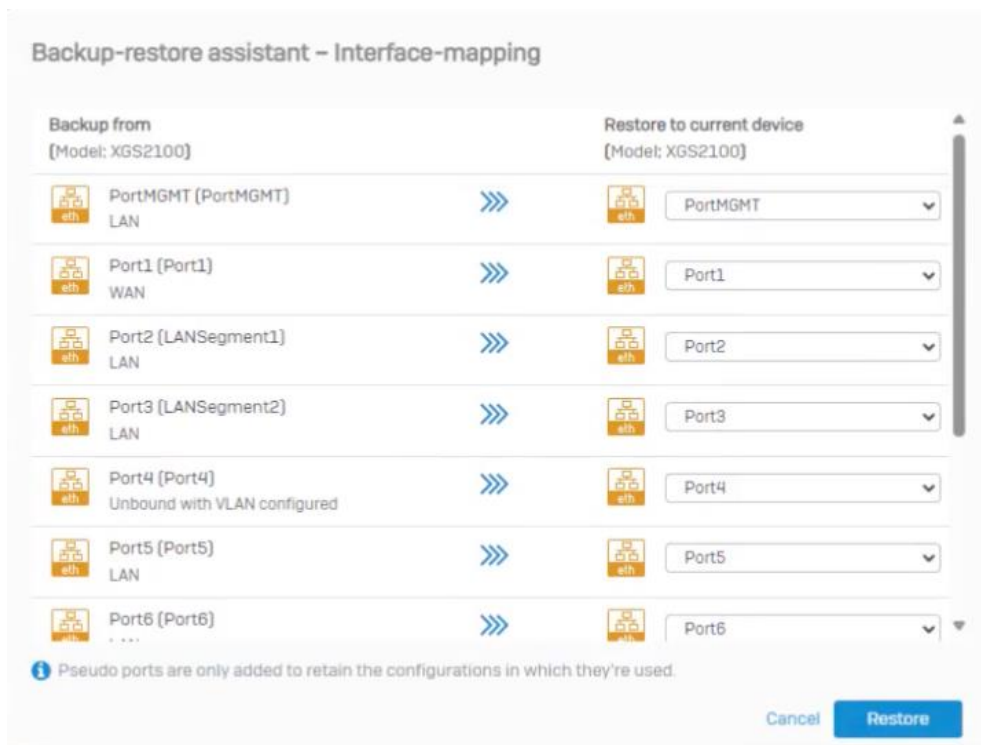 Backup-restore assistant – Interface-mapping
Backup from
(Model: XGS2100)
Restore to current device
(Model: XGS2100)
eth
PortMGMT (PortMGMT)
LAN
eth
PortMGMT
eth
Port1 (Port1)
WAN
eth
Port1
eth
Port2 (LANSegment1)
LAN
eth
Port2
eth
Port3 (LANSegment2)
LAN
eth
Port3
eth
Port4 (Port4)
Unbound with VLAN configured
eth
Port4
eth
Port5 (Port5)
LAN
eth
Port5
Port6 (Port6)
Port6
Pseudo ports are only added to retain the configurations in which they're used.
Cancel
Restore